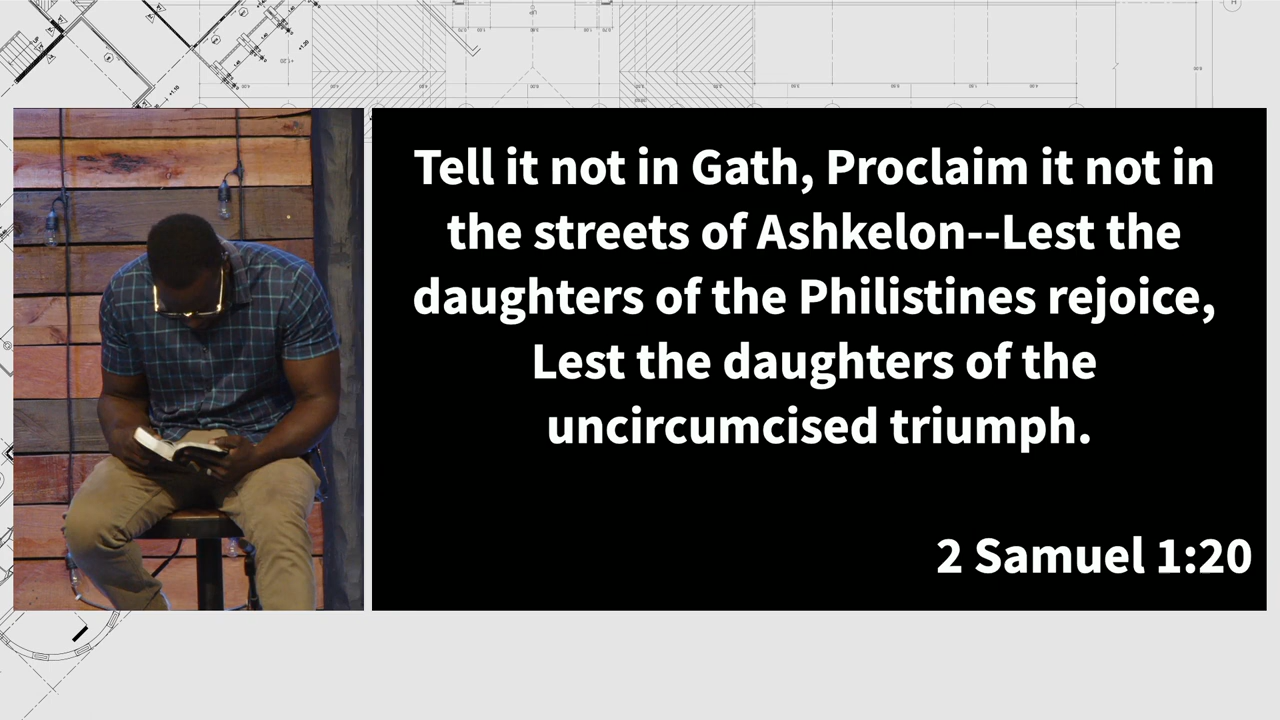 Tell it not in Gath, Proclaim it not in
the streets of Ashkelon--Lest the
daughters of the Philistines rejoice,
Lest the daughters of the
uncircumcised triumph.
2 Samuel 1:20